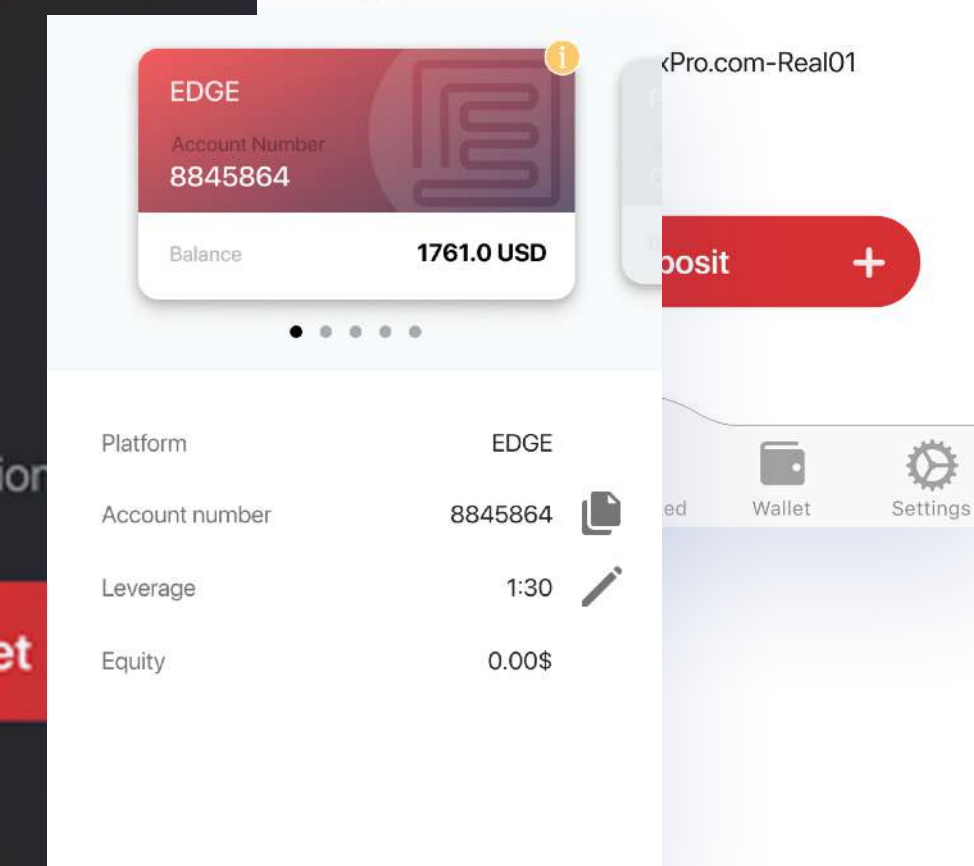 EDGE
Account Number
8845864
Balance 1761.0 USD
Platform EDGE
Account number 8845864
Leverage 1:30
Equity 0.00$
xPro.com-Real01
posit +
ed Wallet Settings
ion
et